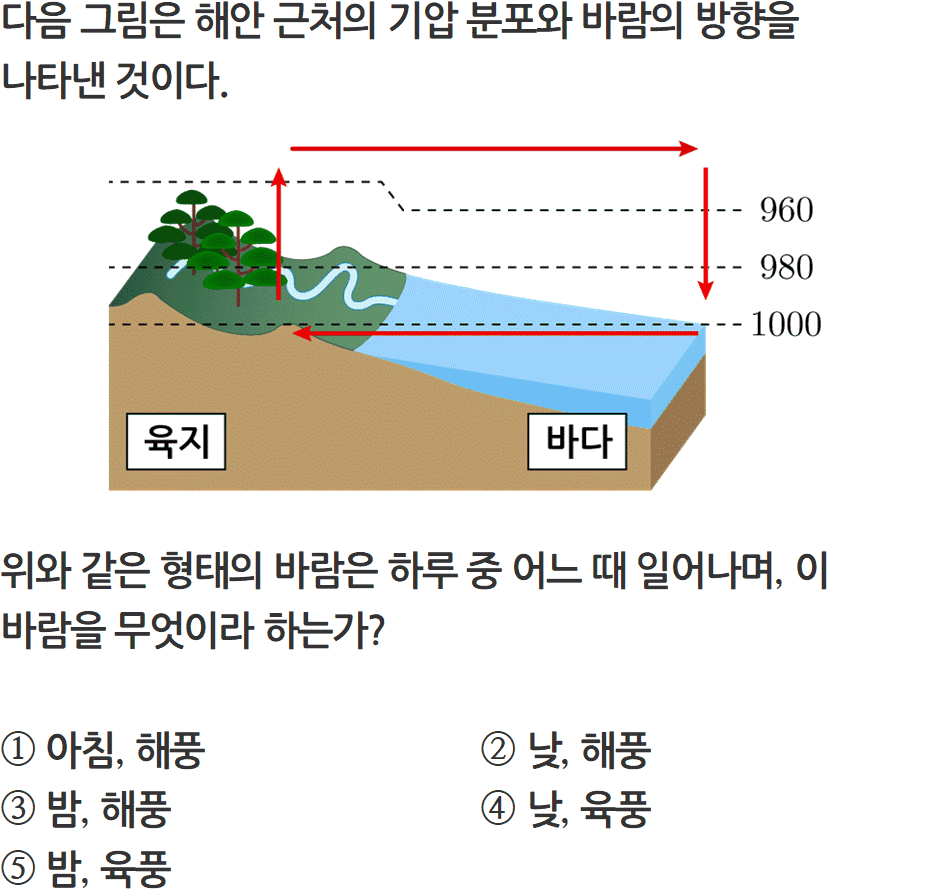 다음 그림은 해안 근처의 기압 분포와 바람의 방향을
나타낸 것이다.
960
980
1000
육지
바다
위와 같은 형태의 바람은 하루 중 어느 때 일어나며, 이
바람을 무엇이라 하는가?
① 아침, 해풍
② 낮, 해풍
③ 밤, 해풍
④ 낮, 육풍
⑤ 밤, 육풍